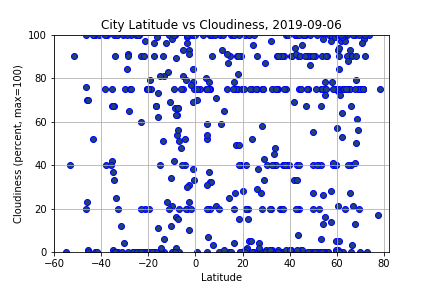 City Latitude vs Cloudiness, 2019-09-06
100
80
60
40
20
0
Cloudiness (percent, max=100)
−60 −40 −20 0 20 40 60 80
Latitude